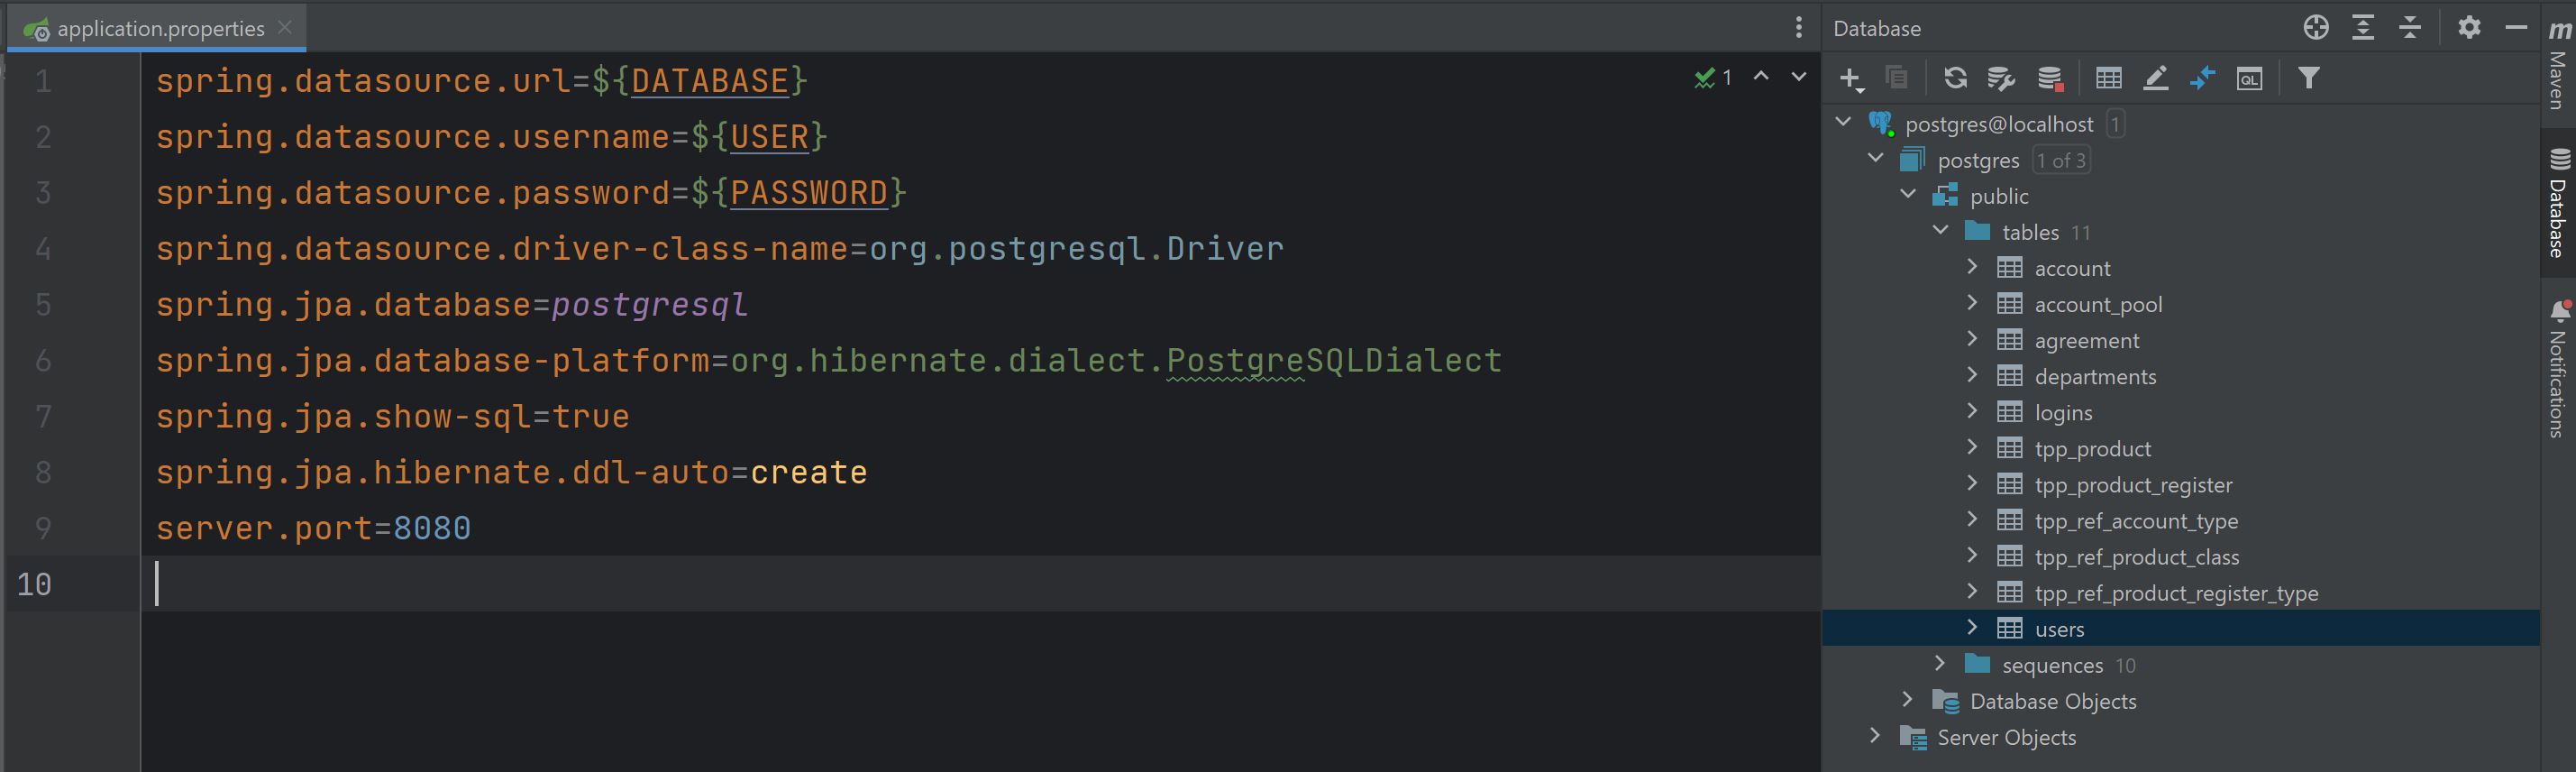 application.properties
1 spring.datasource.url=${DATABASE}
2 spring.datasource.username=${USER}
3 spring.datasource.password=${PASSWORD}
4 spring.datasource.driver-class-name=org.postgresql.Driver
5 spring.jpa.database=postgresql
6 spring.jpa.database-platform=org.hibernate.dialect.PostgreSQLDialect
7 spring.jpa.show-sql=true
8 spring.jpa.hibernate.ddl-auto=create
9 server.port=8080
10
1
Database
QL
postgres@localhost 1
postgres 1 of 3
public
tables 11
account
account_pool
agreement
departments
logins
tpp_product
tpp_product_register
tpp_ref_account_type
tpp_ref_product_class
tpp_ref_product_register_type
users
sequences 10
Database Objects
Server Objects
m
Maven
Database
Notifications